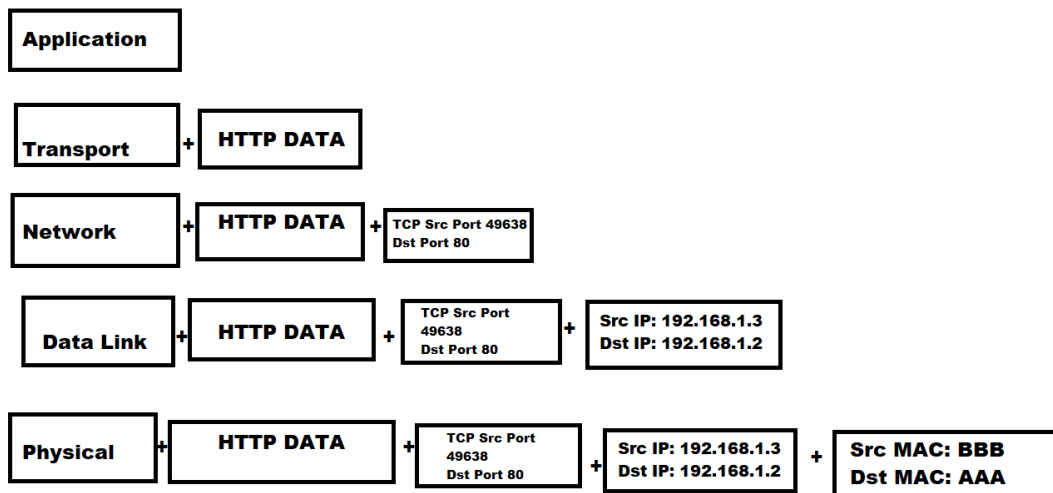 Application
Transport
+
HTTP DATA
Network
+
HTTP DATA
+
TCP Src Port 49638
Dst Port 80
Data Link
+
HTTP DATA
+
TCP Src Port
49638
Dst Port 80
+
Src IP: 192.168.1.3
Dst IP: 192.168.1.2
Physical
+
HTTP DATA
+
TCP Src Port
49638
Dst Port 80
+
Src IP: 192.168.1.3
Dst IP: 192.168.1.2
+
Src MAC: BBB
Dst MAC: AAA